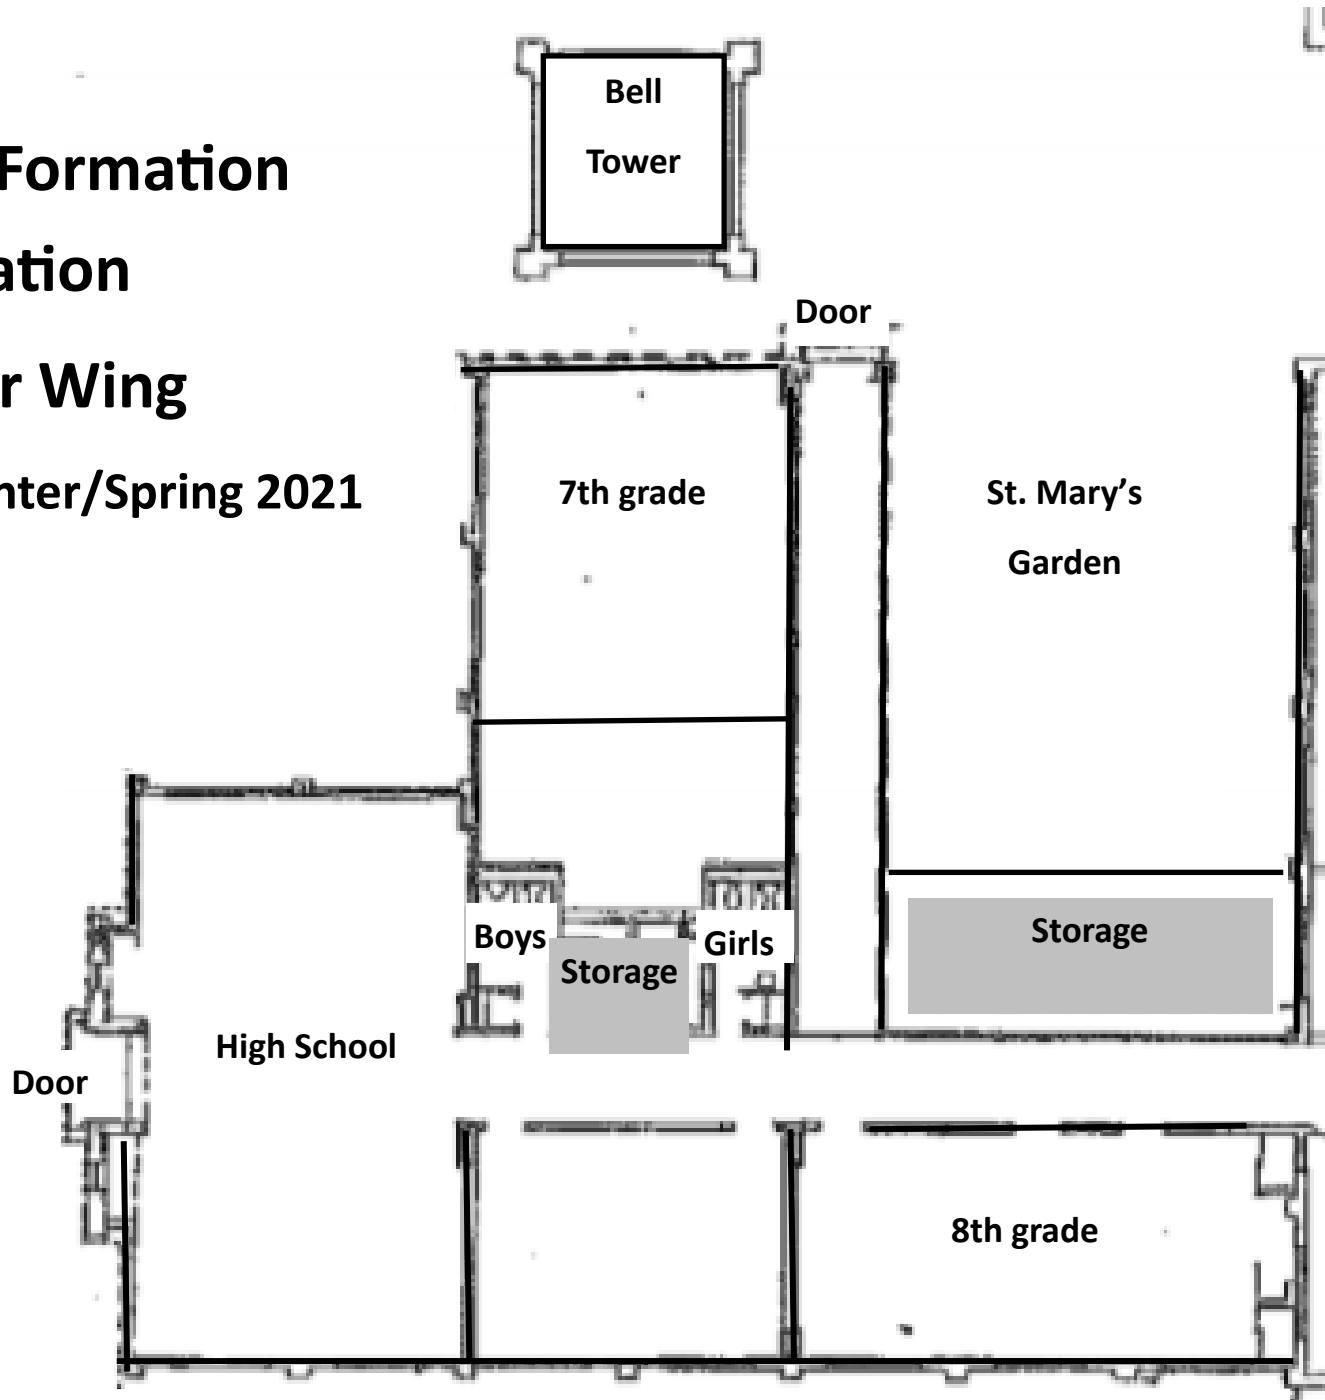 Formation
ation
r Wing
nter/Spring 2021
Bell
Tower
Door
7th grade
St. Mary’s
Garden
Boys
Storage
Girls
Storage
High School
Door
8th grade